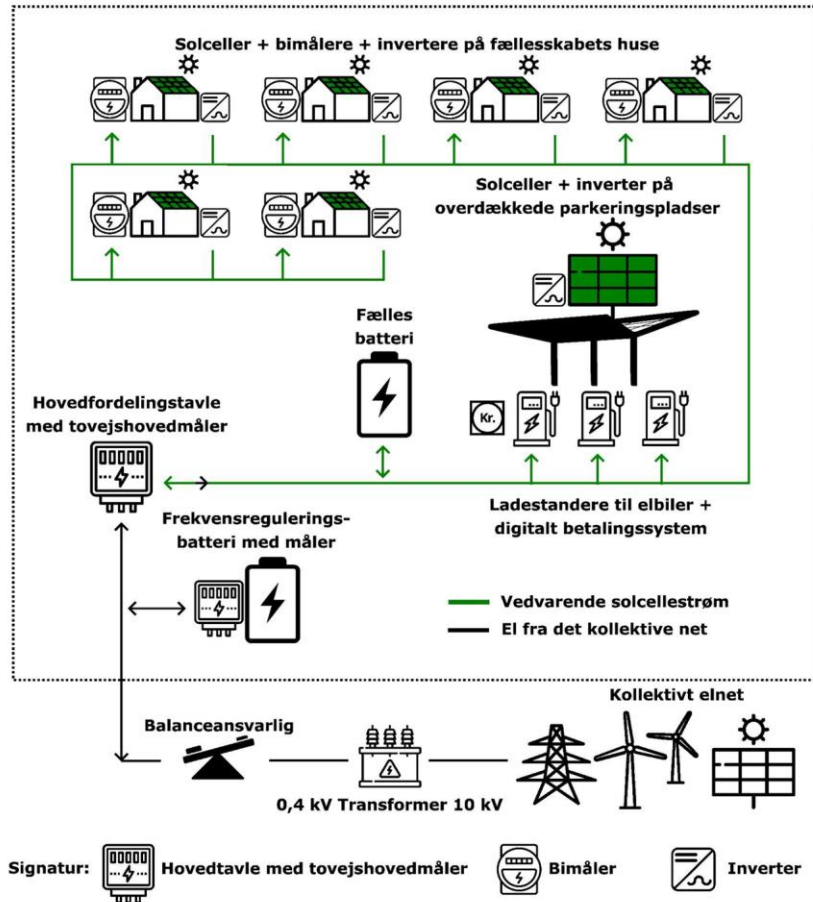 Solceller + bimålere + invertere på fællesskabets huse
Solceller + inverter på
overdækkede parkeringspladser
Fælles
batteri
Hovedfordelingstavle
med tovejshovedmåler
Kr.
Ladestandere til elbiler +
digitalt betalingssystem
Frekvensregulerings-
batteri med måler
Vedvarende solcellestrøm
El fra det kollektive net
Kollektivt elnet
Balanceansvarlig
0,4 kV Transformer 10 kV
Signatur:
Hovedtavle med tovejshovedmåler
Bimåler
Inverter